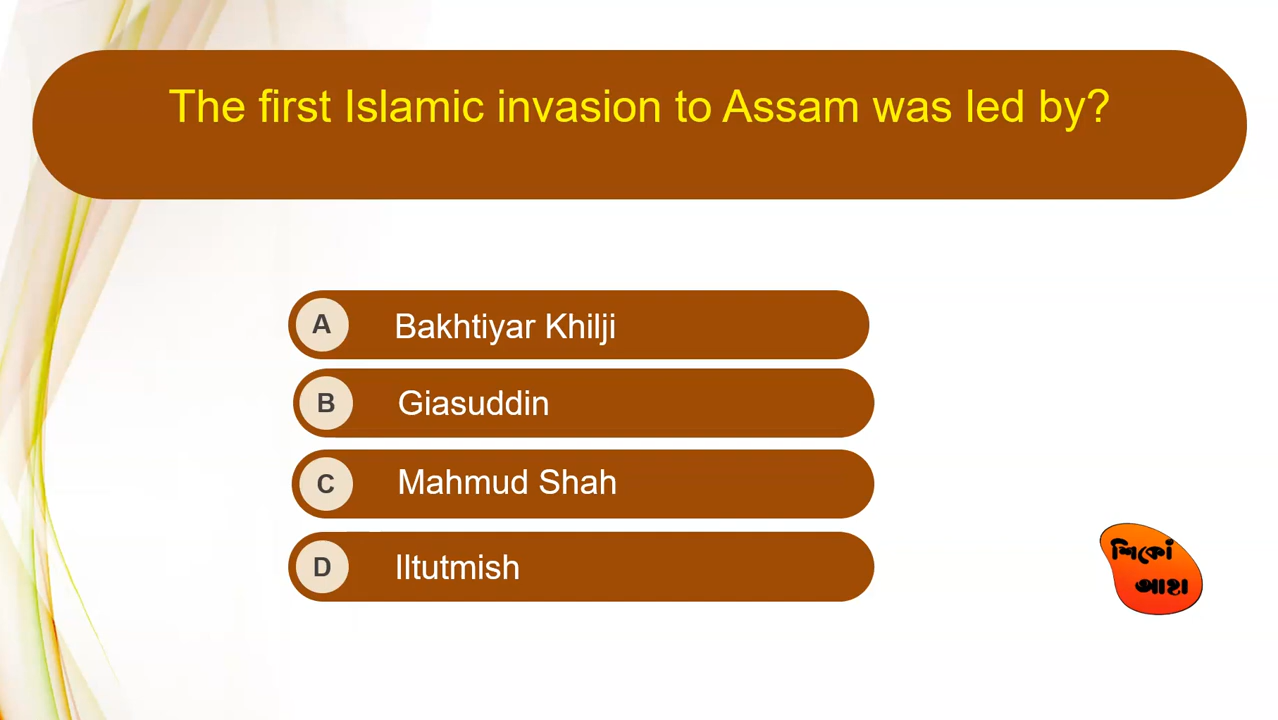 The first Islamic invasion to Assam was led by?
A Bakhtiyar Khilji
B Giasuddin
C Mahmud Shah
D Iltutmish
শিকোঁ
আহা